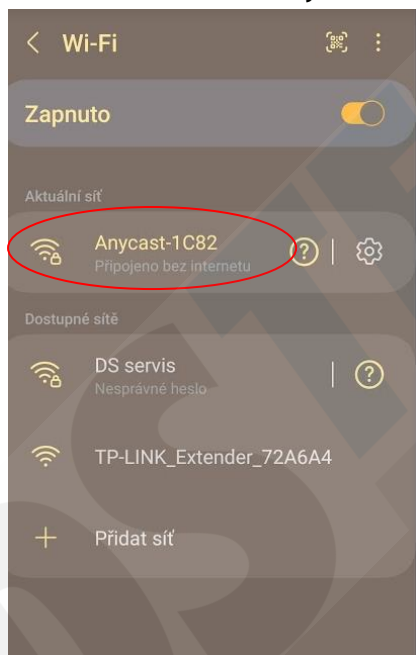 Wi-Fi
Zapnuto
Aktuální síť
Anycast-1C82
Připojeno bez internetu
Dostupné sítě
DS servis
Nesprávné heslo
TP-LINK_Extender_72A6A4
Přidat síť